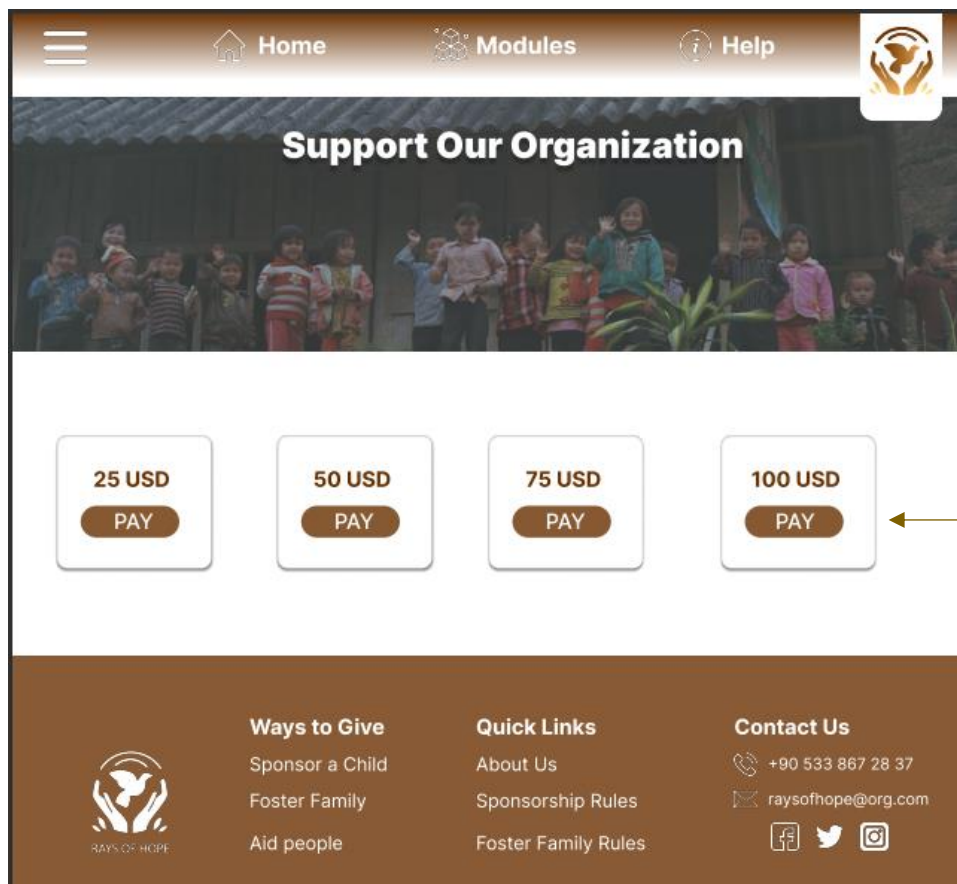 Home Modules Help
Support Our Organization
25 USD 50 USD 75 USD 100 USD
PAY PAY PAY PAY
Ways to Give
Sponsor a Child
Foster Family
Aid people
Quick Links
About Us
Sponsorship Rules
Foster Family Rules
Contact Us
+90 533 867 28 37
raysofhope@org.com
RAYS OF HOPE